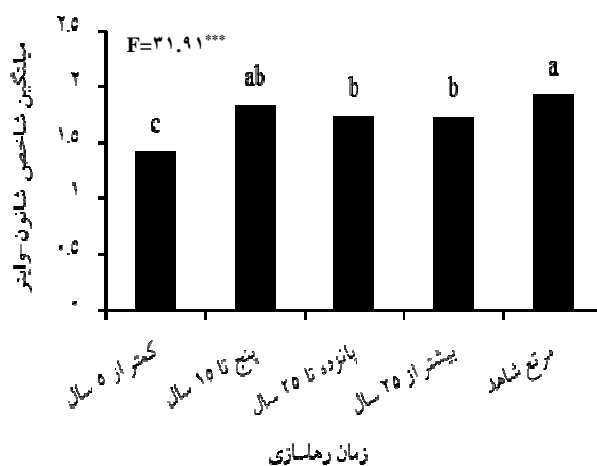 میانگین شاخص شانون-واینر
F=۳۱.۹۱***
۲.۵
۲
۱.۵
۱
۰.۵
۰
c
ab
b
b
a
کمتر از ۵ سال
پنج تا ۱۵ سال
پانزده تا ۲۵ سال
بیشتر از ۲۵ سال
مرتع شاهد
زمان رهاسازی